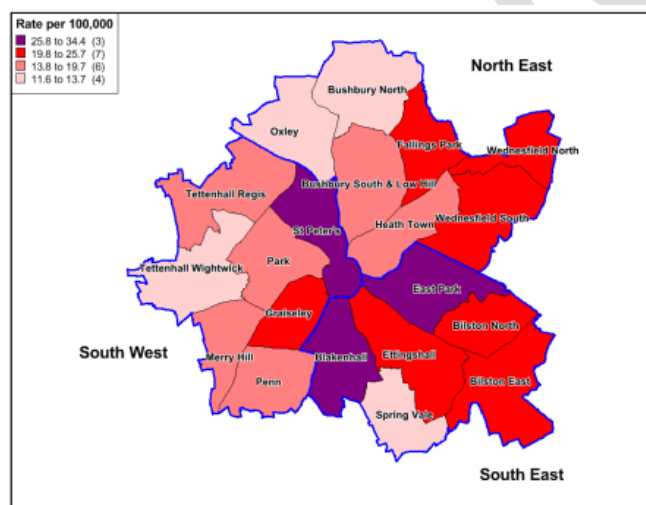 Rate per 100,000
25.8 to 34.4 (3)
19.8 to 25.7 (7)
13.8 to 19.7 (6)
11.6 to 13.7 (4)
North East
Bushbury North
Oxley
Fallings Park
Wednesfield North
Bushbury South & Low Hill
Tettenhall Regis
Wednesfield South
Heath Town
St Peter's
Park
Tettenhall Wightwick
East Park
Graiseley
Bilston North
South West
Merry Hill
Blakenhall
Ettingshall
Penn
Bilston East
Spring Vale
South East